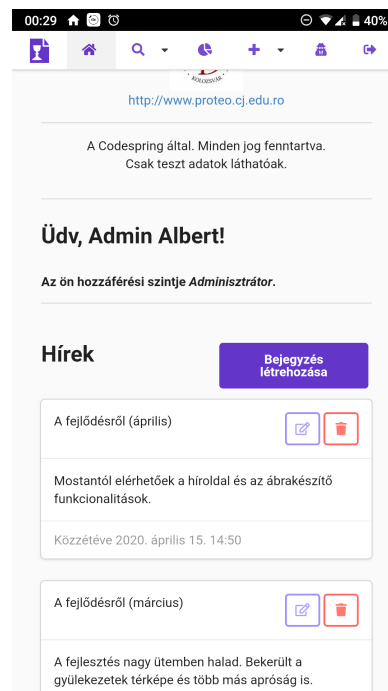 00:29
40%
KOLOZSVÁR
http://www.proteo.cj.edu.ro
A Codespring által. Minden jog fenntartva.
Csak teszt adatok láthatóak.
Üdv, Admin Albert!
Az ön hozzáférési szintje Adminisztrátor.
Hírek
Bejegyzés
létrehozása
A fejlődésről (április)
Mostantól elérhetőek a híroldal és az ábrakészítő
funkcionalitások.
Közzétéve 2020. április 15. 14:50
A fejlődésről (március)
A fejlesztés nagy ütemben halad. Bekerült a
gyülekezetek térképe és több más apróság is.